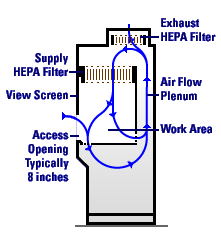 Exhaust
HEPA Filter
Supply
HEPA Filter
View Screen
Air Flow
Plenum
Work Area
Access
Opening
Typically
8 inches